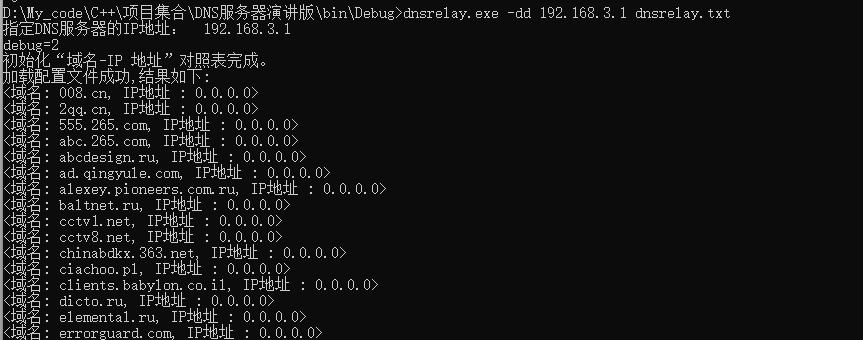 D:\My_code\C++\项目集合\DNS服务器演讲版\bin\Debug>dnsrelay.exe -dd 192.168.3.1 dnsrelay.txt
指定DNS服务器的IP地址:  192.168.3.1
debug=2
初始化“域名-IP 地址”对照表完成。
加载配置文件成功,结果如下:
<域名: 008.cn, IP地址 : 0.0.0.0>
<域名: 2qq.cn, IP地址 : 0.0.0.0>
<域名: 555.265.com, IP地址 : 0.0.0.0>
<域名: abc.265.com, IP地址 : 0.0.0.0>
<域名: abcdesign.ru, IP地址 : 0.0.0.0>
<域名: ad.qingyule.com, IP地址 : 0.0.0.0>
<域名: alexey.pioneers.com.ru, IP地址 : 0.0.0.0>
<域名: baltnet.ru, IP地址 : 0.0.0.0>
<域名: cctv1.net, IP地址 : 0.0.0.0>
<域名: cctv8.net, IP地址 : 0.0.0.0>
<域名: chinabdkx.363.net, IP地址 : 0.0.0.0>
<域名: ciachoo.pl, IP地址 : 0.0.0.0>
<域名: clients.babylon.co.i1, IP地址 : 0.0.0.0>
<域名: dicto.ru, IP地址 : 0.0.0.0>
<域名: elemental.ru, IP地址 : 0.0.0.0>
<域名: errorguard.com, IP地址 : 0.0.0.0>